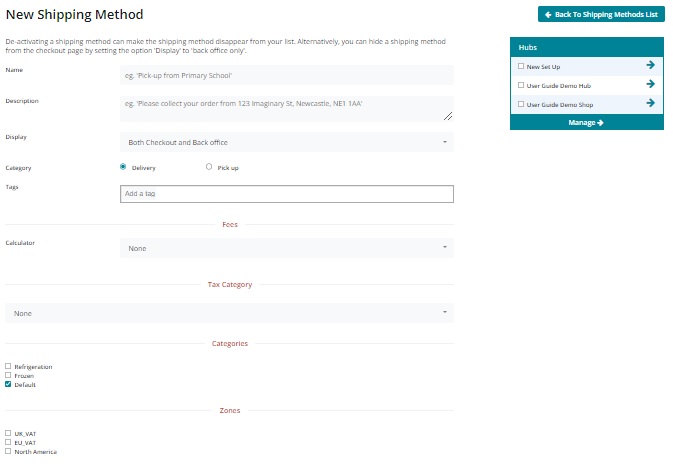 New Shipping Method
← Back To Shipping Methods List
De-activating a shipping method can make the shipping method disappear from your list. Alternatively, you can hide a shipping method
from the checkout page by setting the option 'Display' to 'back office only'.
Hubs
New Set Up
User Guide Demo Hub
User Guide Demo Shop
Manage →
Name
eg. 'Pick-up from Primary School'
Description
eg. 'Please collect your order from 123 Imaginary St, Newcastle, NE1 1AA'
Display
Both Checkout and Back office
Category
Delivery
Pick up
Tags
Add a tag
Fees
Calculator
None
Tax Category
None
Categories
Refrigeration
Frozen
Default
Zones
UK_VAT
EU_VAT
North America